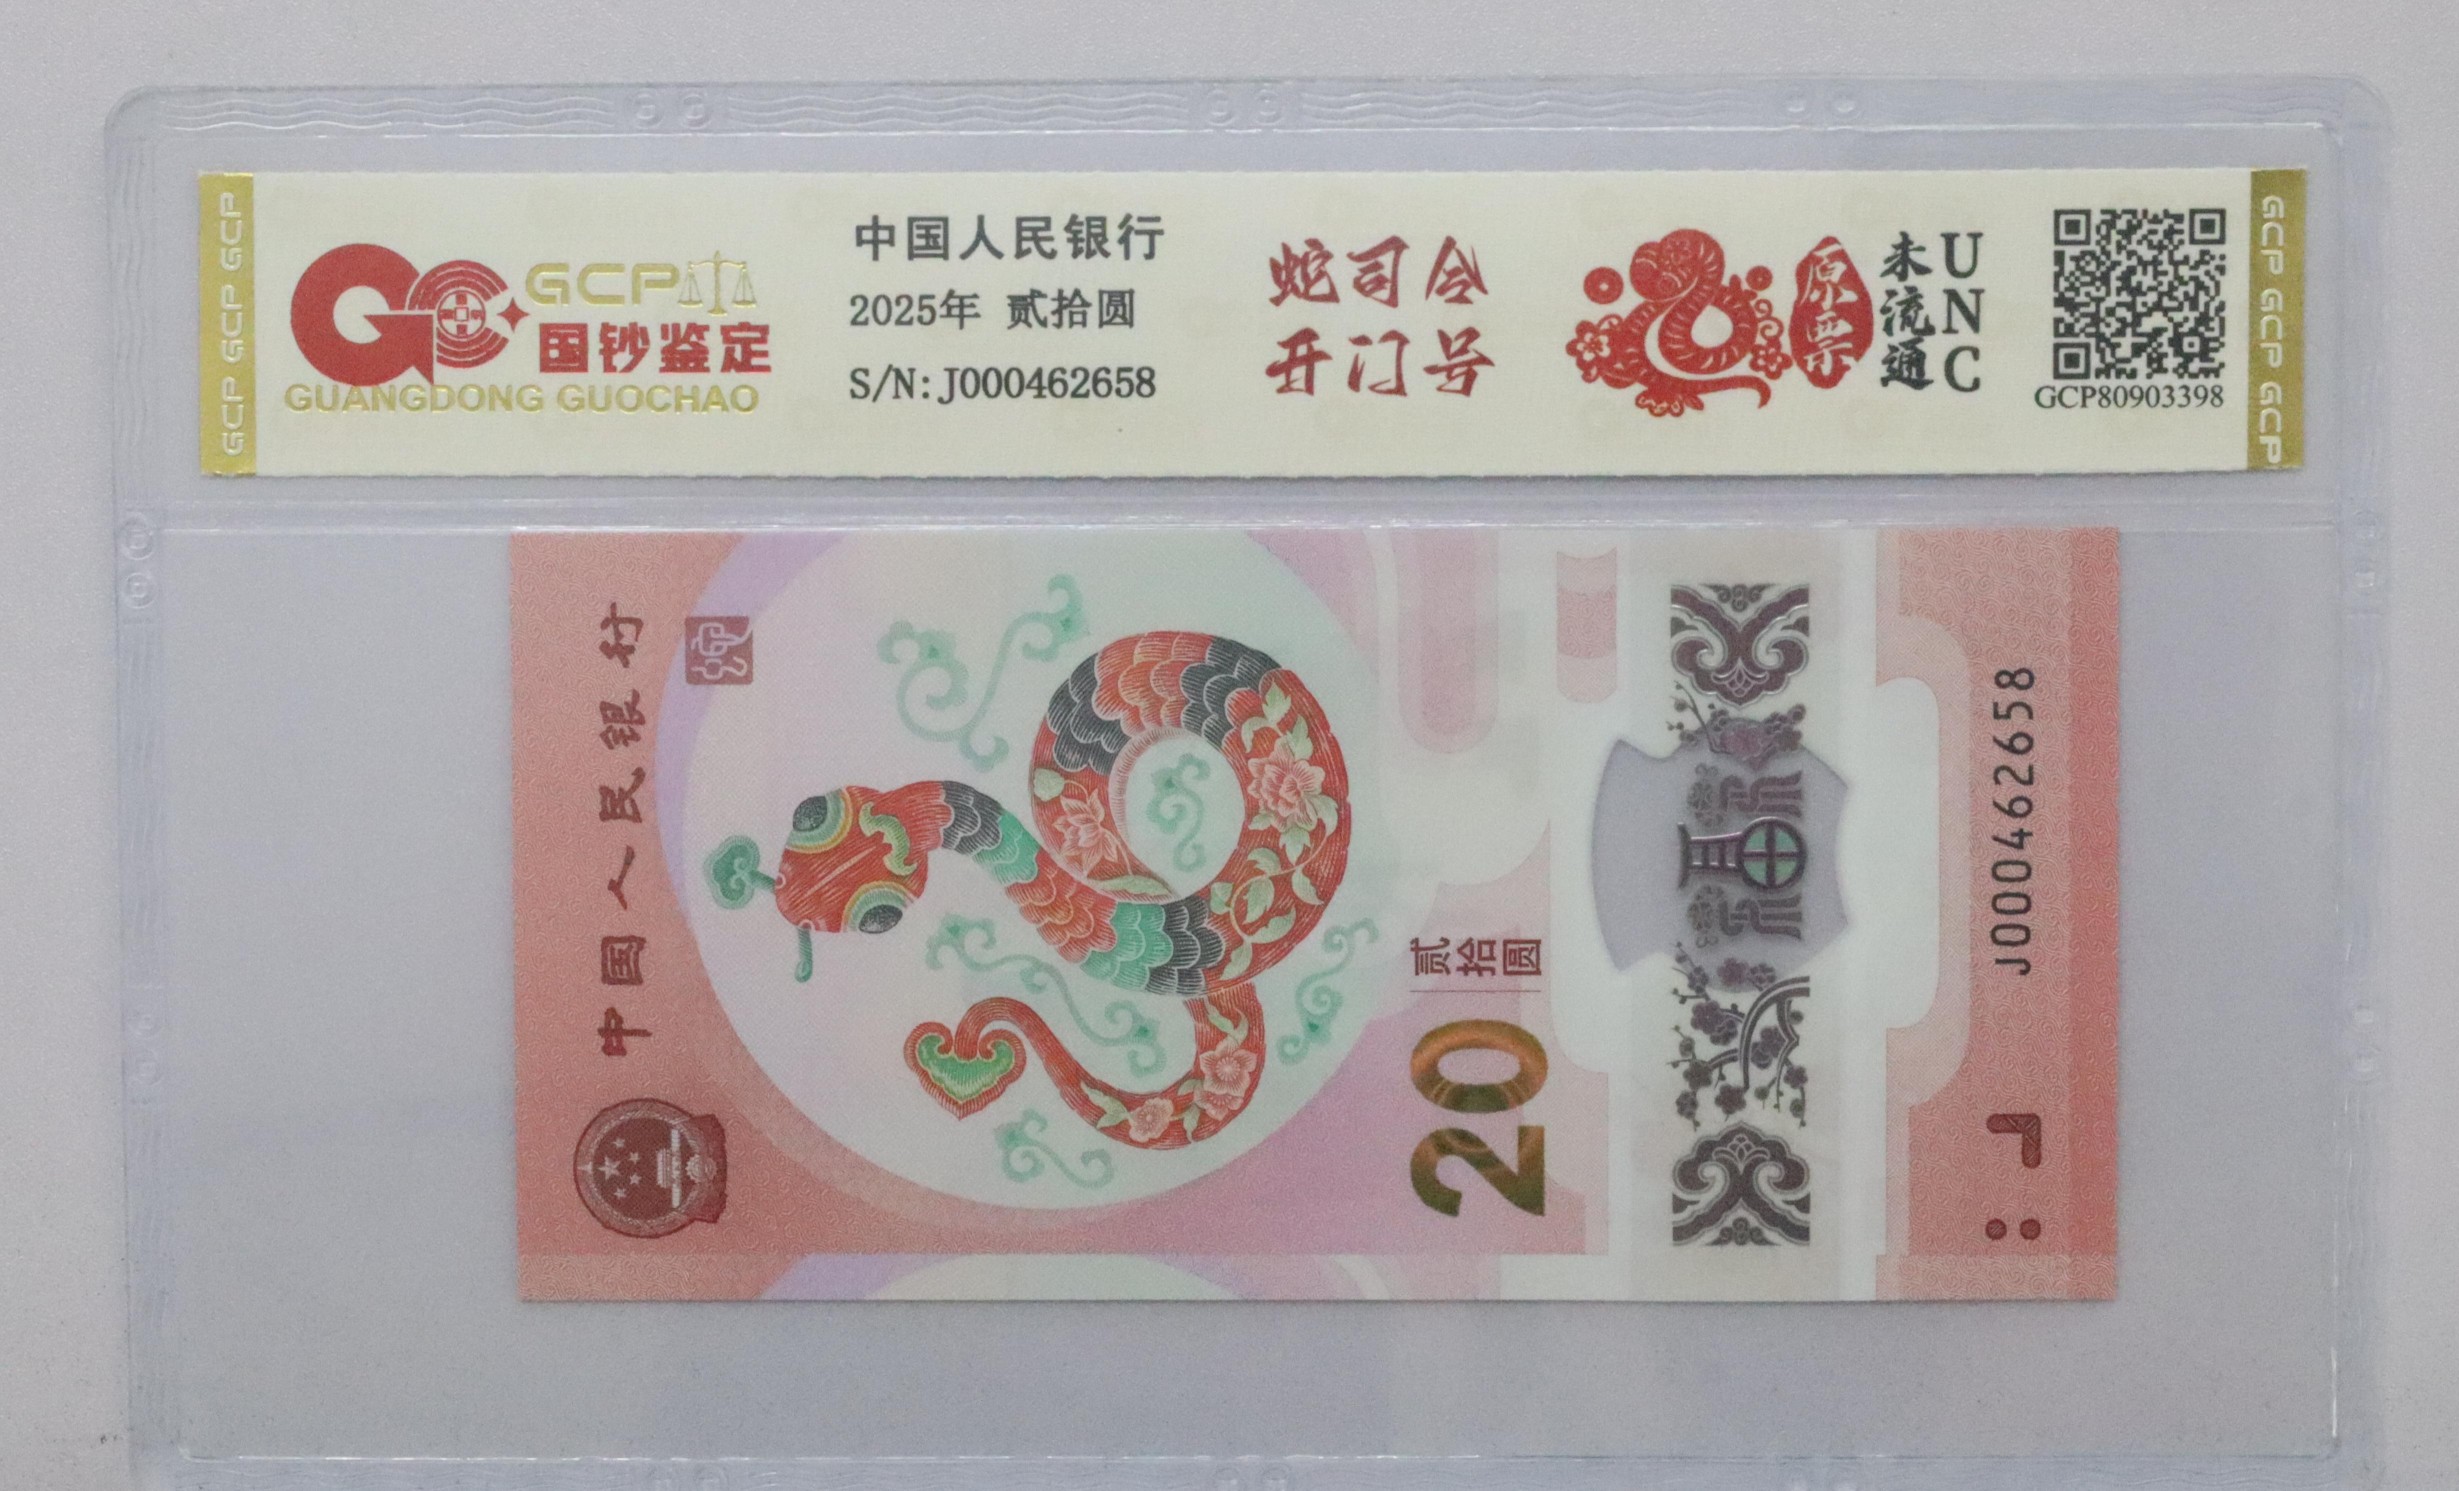 GCP GCP GCP
GCP
国钞鉴定
GUANGDONG GUOCHAO
中国人民银行
2025年 贰拾圆
S/N:J000462658
蛇司令
开门号
原票
未流通
UNC
GCP80903398
GCP GCP GCP
中国人民银行
蛇
贰拾圆
20
福
J000462658